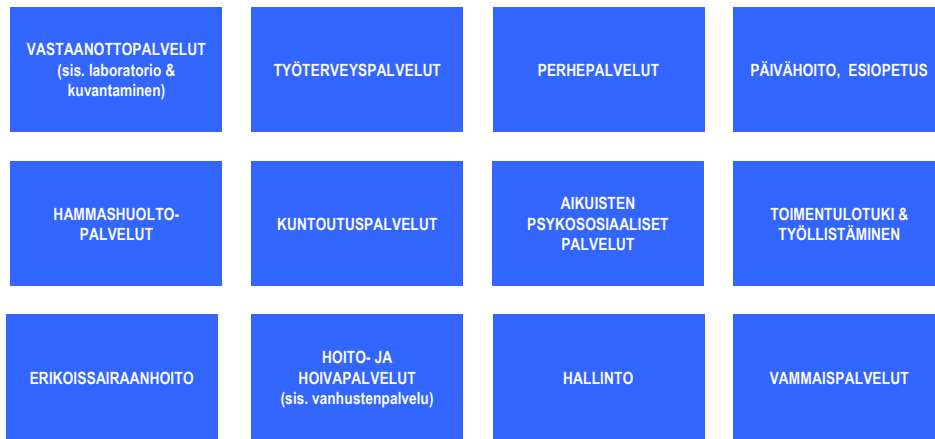 VASTAANOTTOPALVELUT
(sis. laboratorio &
kuvantaminen)
TYÖTERVEYSPALVELUT
PERHEPALVELUT
PÄIVÄHOITO, ESIOPETUS
HAMMASHUOLTO-
PALVELUT
KUNTOUTUSPALVELUT
AIKUISTEN
PSYKOSOSIAALISET
PALVELUT
TOIMENTULOTUKI &
TYÖLLISTÄMINEN
ERIKOISSAIRAANHOITO
HOITO- JA
HOIVAPALVELUT
(sis. vanhustenpalvelu)
HALLINTO
VAMMAISPALVELUT